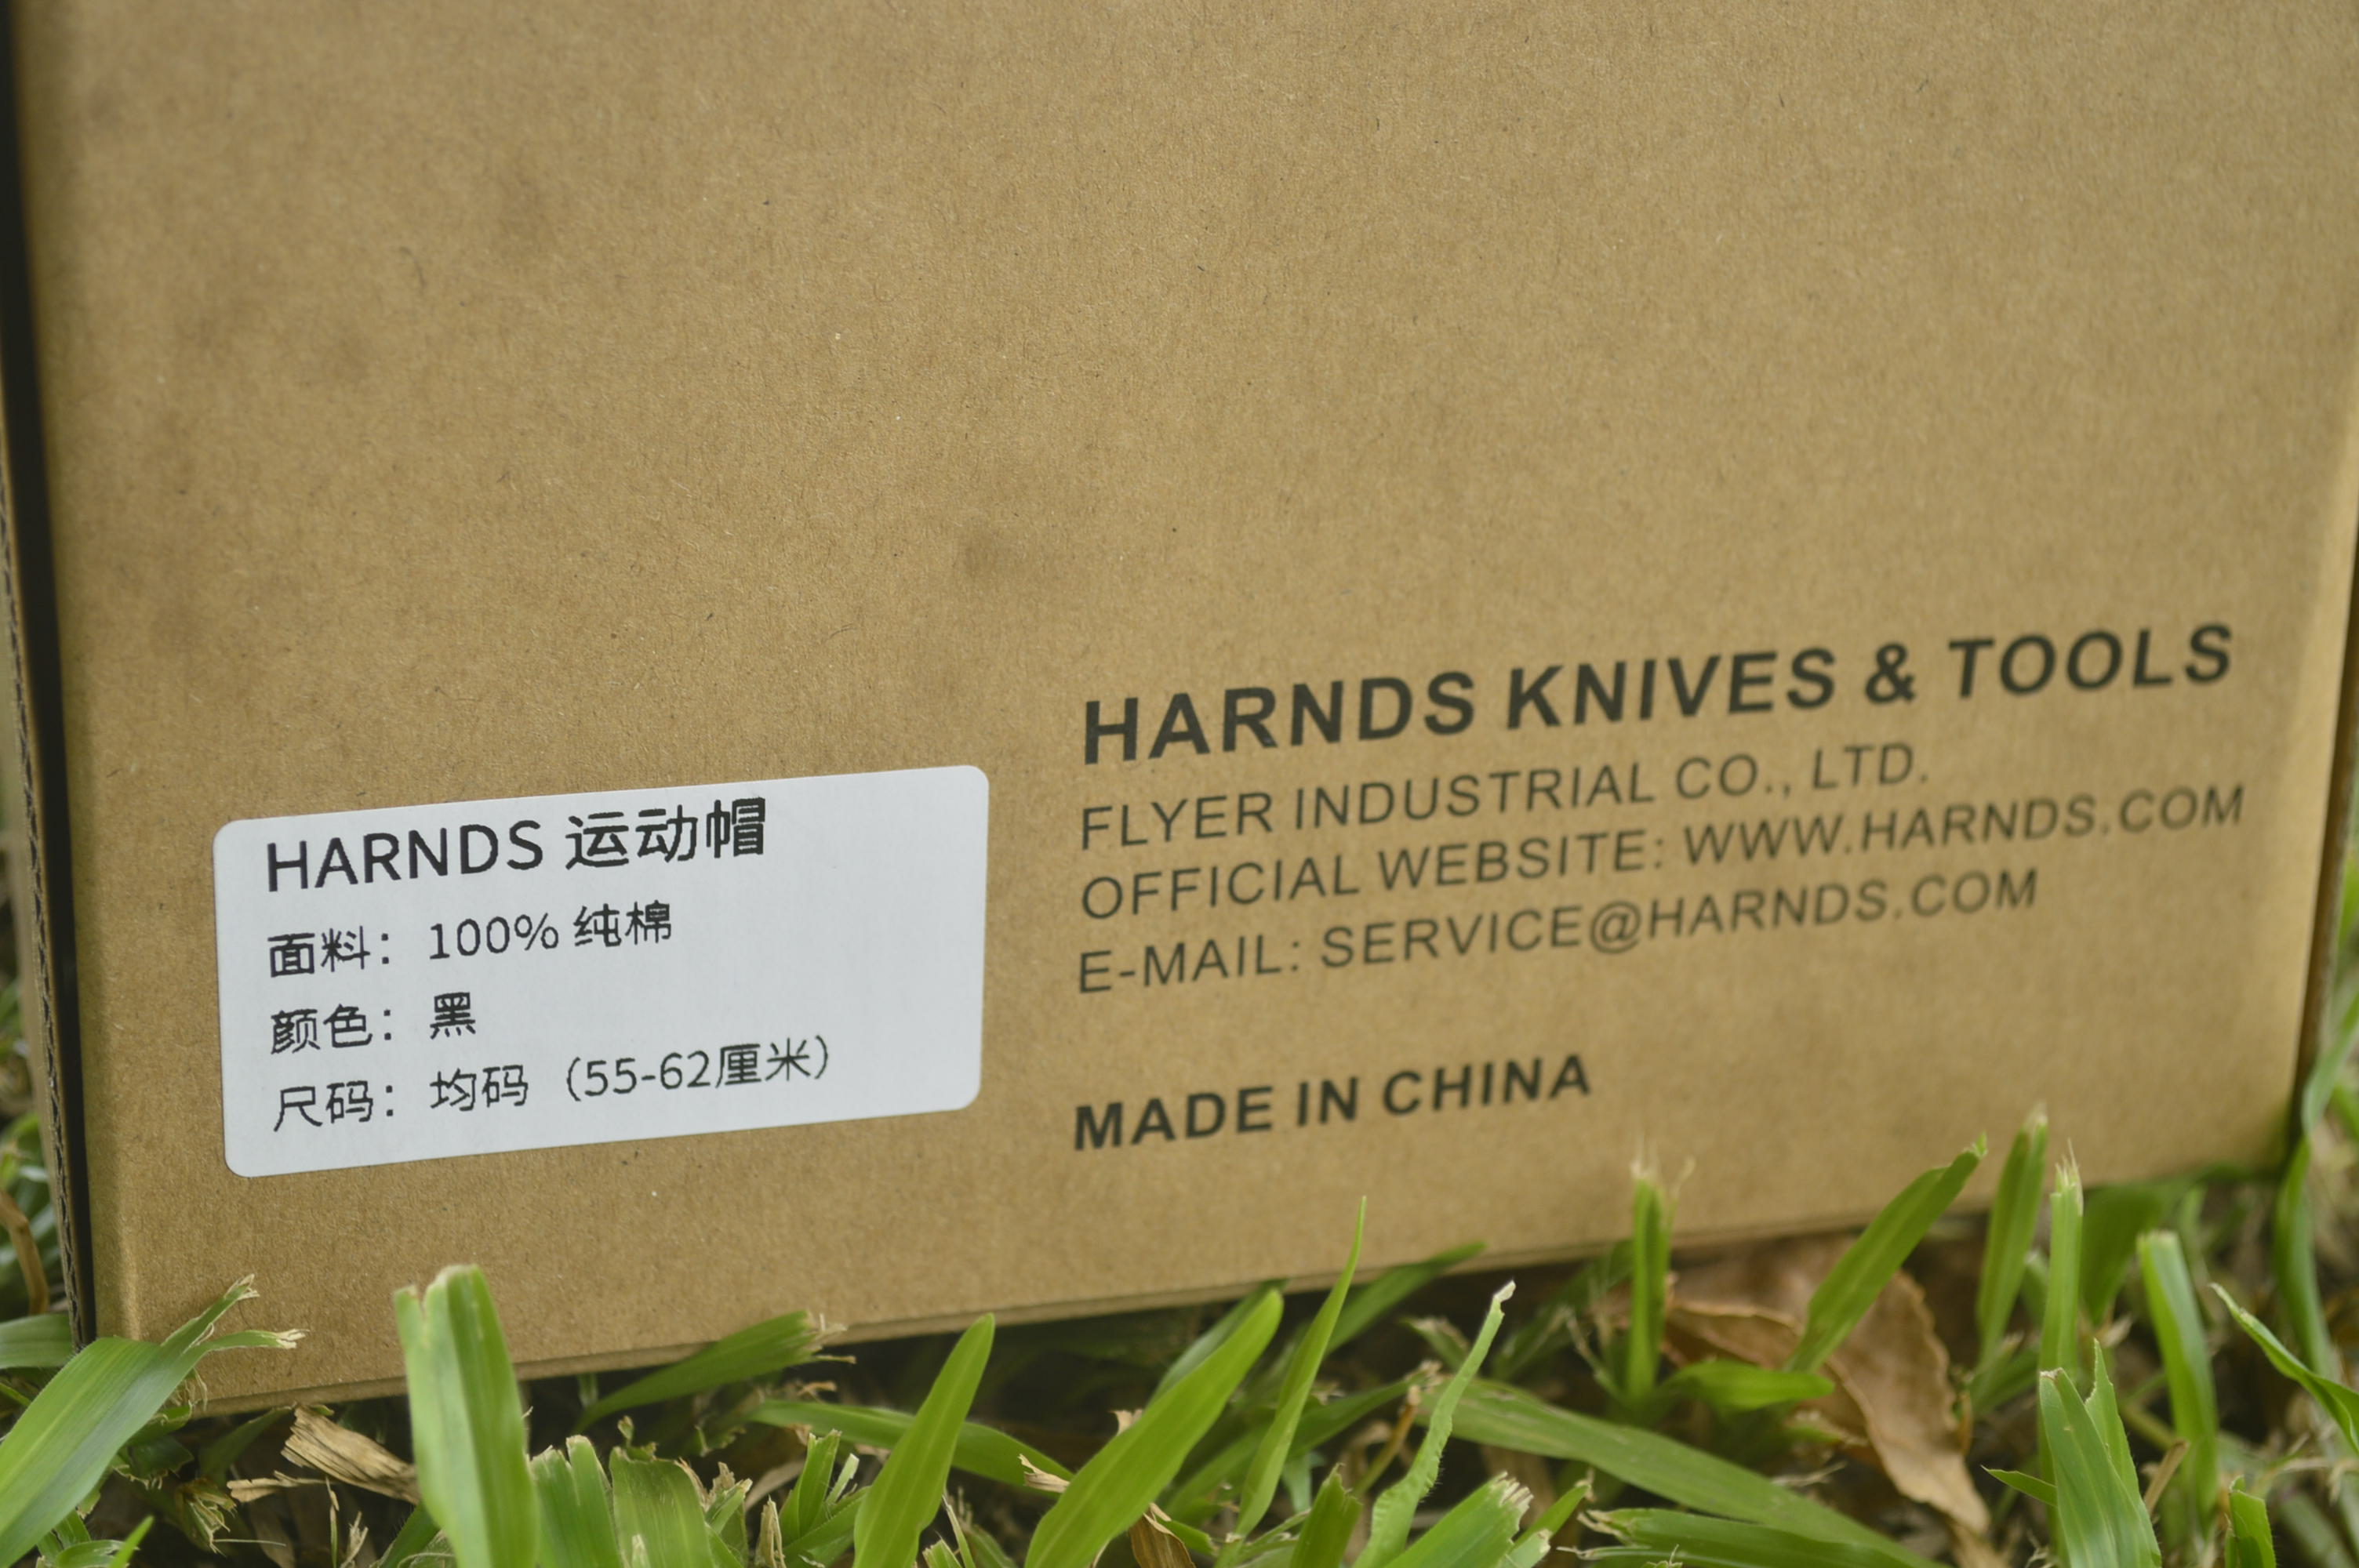 HARNDS 运动帽
面料：100% 纯棉
颜色：黑
尺码：均码（55-62厘米）
HARNDS KNIVES & TOOLS
FLYER INDUSTRIAL CO., LTD.
OFFICIAL WEBSITE: WWW.HARNDS.COM
E-MAIL: SERVICE@HARNDS.COM
MADE IN CHINA